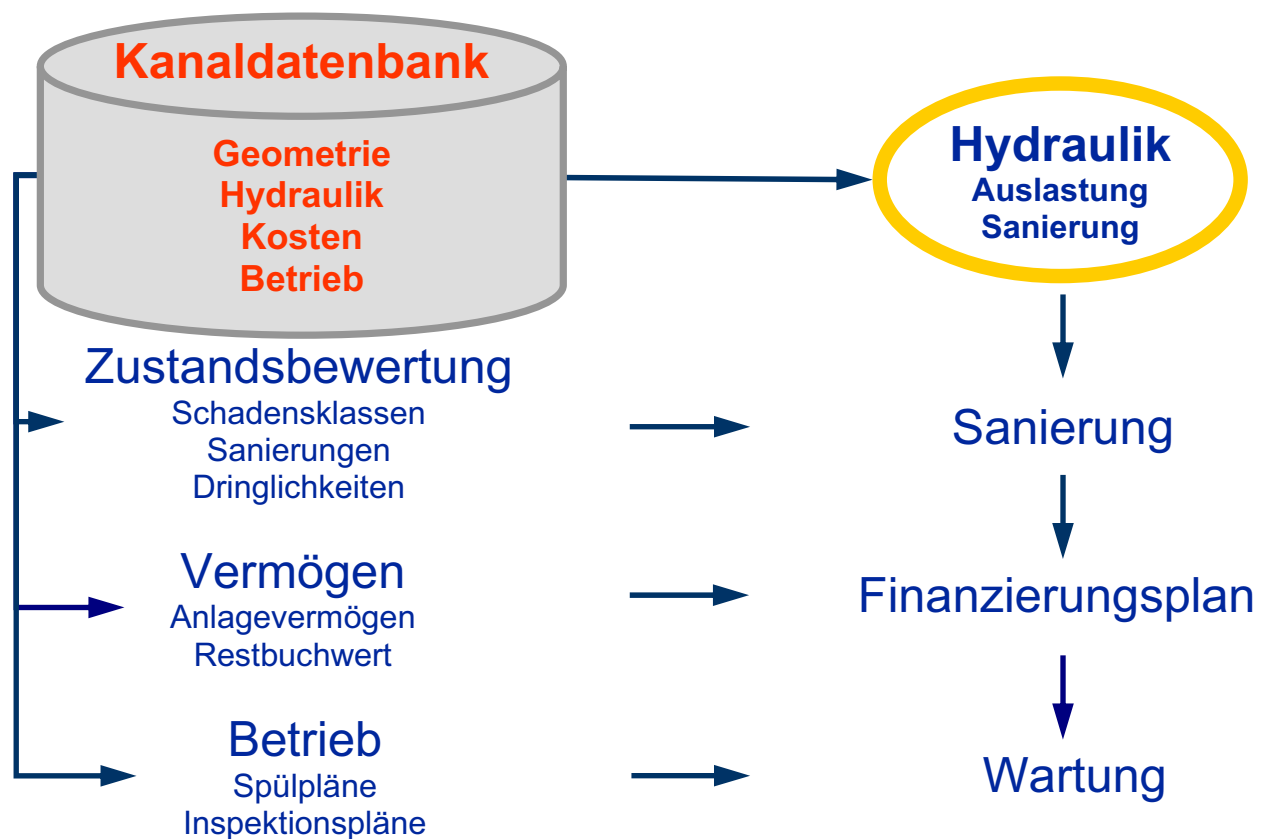 Kanaldatenbank
Geometrie
Hydraulik
Kosten
Betrieb
Hydraulik
Auslastung
Sanierung
Zustandsbewertung
Schadensklassen
Sanierungen
Dringlichkeiten
Sanierung
Vermögen
Anlagevermögen
Restbuchwert
Finanzierungsplan
Betrieb
Spülpläne
Inspektionspläne
Wartung